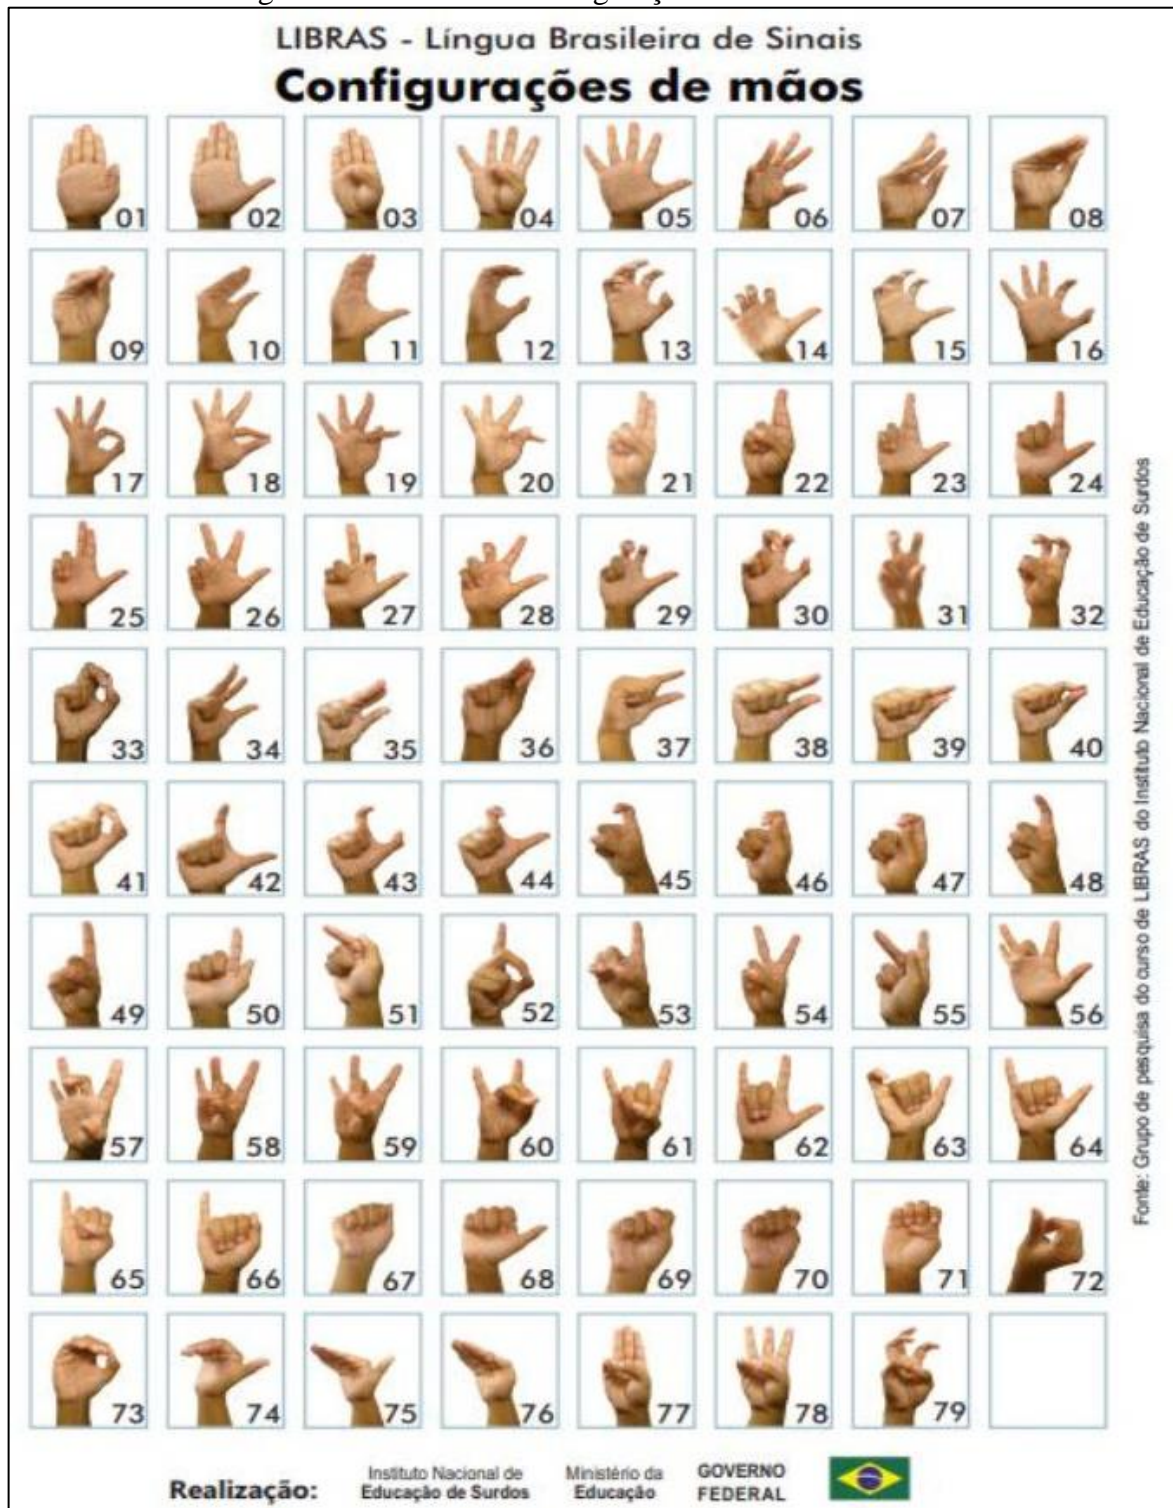 LIBRAS - Língua Brasileira de Sinais
Configurações de mãos
01 02 03 04 05 06 07 08
09 10 11 12 13 14 15 16
17 18 19 20 21 22 23 24
25 26 27 28 29 30 31 32
33 34 35 36 37 38 39 40
41 42 43 44 45 46 47 48
49 50 51 52 53 54 55 56
57 58 59 60 61 62 63 64
65 66 67 68 69 70 71 72
73 74 75 76 77 78 79
Fonte: Grupo de pesquisa do curso de LIBRAS do Instituto Nacional de Educação de Surdos
Realização:
Instituto Nacional de
Educação de Surdos
Ministério da
Educação
GOVERNO
FEDERAL